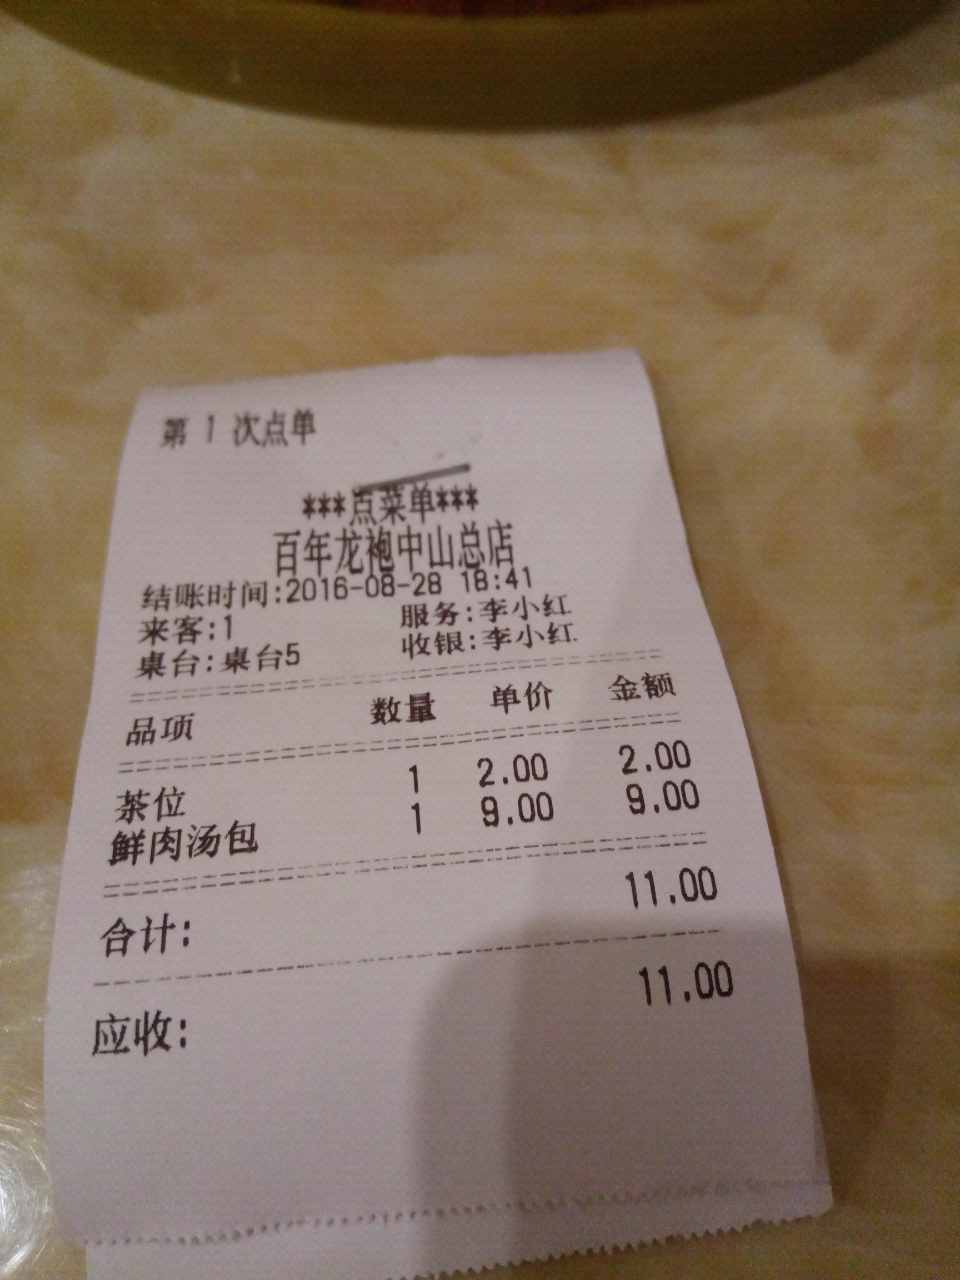 第 1 次点单
***点菜单***
百年龙袍中山总店
结账时间:2016-08-28 18:41
来客:1 服务:李小红
桌台:桌台5 收银:李小红
品项 数量 单价 金额
茶位 1 2.00 2.00
鲜肉汤包 1 9.00 9.00
合计: 11.00
应收: 11.00